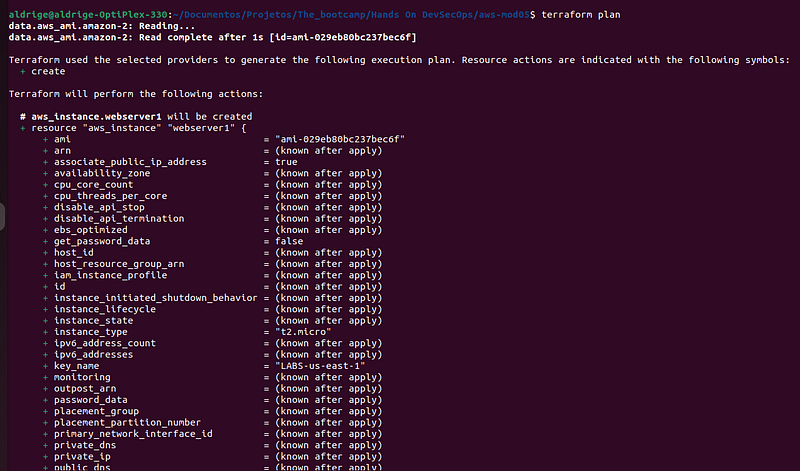 aldrige@aldrige-OptiPlex-330:~/Documentos/Projetos/The_bootcamp/Hands On DevSecOps/aws-mod05$ terraform plan
data.aws_ami.amazon-2: Reading...
data.aws_ami.amazon-2: Read complete after 1s [id=ami-029eb80bc237bec6f]
Terraform used the selected providers to generate the following execution plan. Resource actions are indicated with the following symbols:
+ create
Terraform will perform the following actions:
# aws_instance.webserver1 will be created
+ resource "aws_instance" "webserver1" {
+ ami = "ami-029eb80bc237bec6f"
+ arn = (known after apply)
+ associate_public_ip_address = true
+ availability_zone = (known after apply)
+ cpu_core_count = (known after apply)
+ cpu_threads_per_core = (known after apply)
+ disable_api_stop = (known after apply)
+ disable_api_termination = (known after apply)
+ ebs_optimized = (known after apply)
+ get_password_data = false
+ host_id = (known after apply)
+ host_resource_group_arn = (known after apply)
+ iam_instance_profile = (known after apply)
+ id = (known after apply)
+ instance_initiated_shutdown_behavior = (known after apply)
+ instance_lifecycle = (known after apply)
+ instance_state = (known after apply)
+ instance_type = "t2.micro"
+ ipv6_address_count = (known after apply)
+ ipv6_addresses = (known after apply)
+ key_name = "LABS-us-east-1"
+ monitoring = (known after apply)
+ outpost_arn = (known after apply)
+ password_data = (known after apply)
+ placement_group = (known after apply)
+ placement_partition_number = (known after apply)
+ primary_network_interface_id = (known after apply)
+ private_dns = (known after apply)
+ private_ip = (known after apply)
+ public_dns = (known after apply)